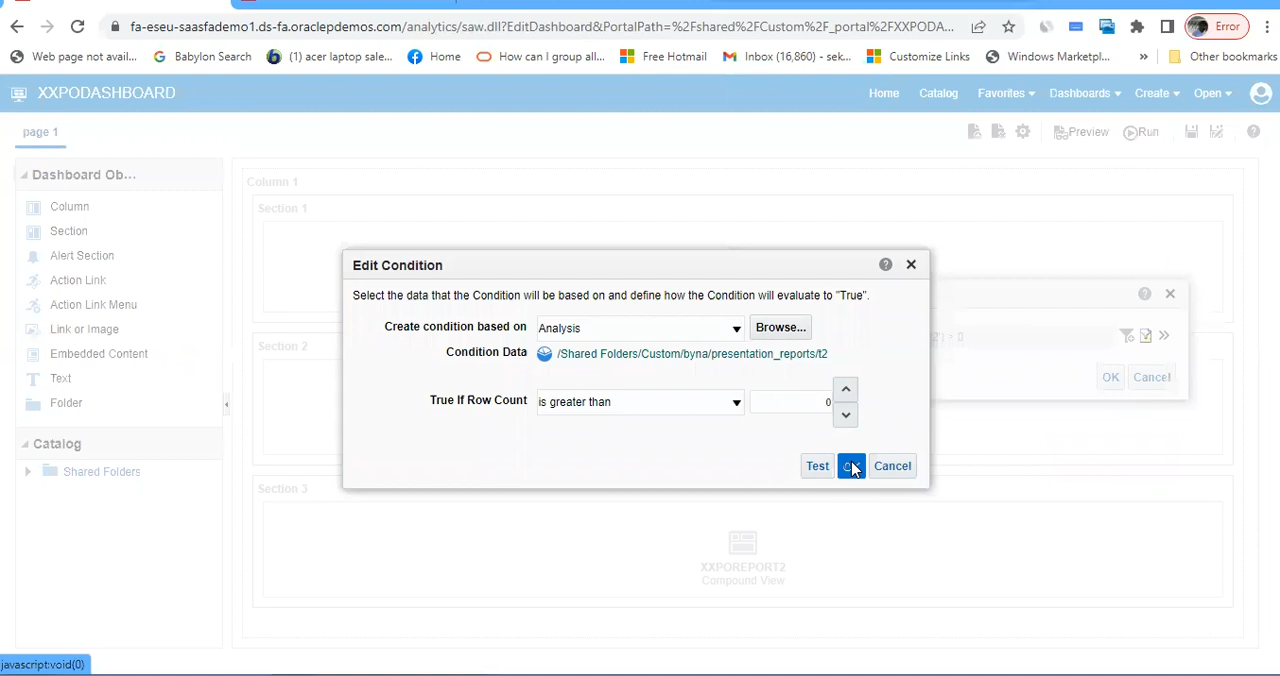 fa-eseu-saasfademo1.ds-fa.oraclepdemos.com/analytics/saw.dll?EditDashboard&PortalPath=%2Fshared%2FCustom%2F_portal%2FXXPODA... Error
Web page not avail... Babylon Search (1) acer laptop sale... Home How can I group all... Free Hotmail Inbox (16,860) - sek... Customize Links Windows Marketpl... » Other bookmarks
XXPODASHBOARD Home Catalog Favorites Dashboards Create Open
page 1 Preview Run
Dashboard Ob...
Column
Section
Alert Section
Action Link
Action Link Menu
Link or Image
Embedded Content
Text
Folder
Catalog
Shared Folders
Column 1
Section 1
Section 2
Section 3
XXPOREPORT2
Compound View
Edit Condition
Select the data that the Condition will be based on and define how the Condition will evaluate to "True".
Create condition based on Analysis Browse...
Condition Data /Shared Folders/Custom/byna/presentation_reports/t2
True If Row Count is greater than 0
Test OK Cancel
OK Cancel
javascript:void(0)